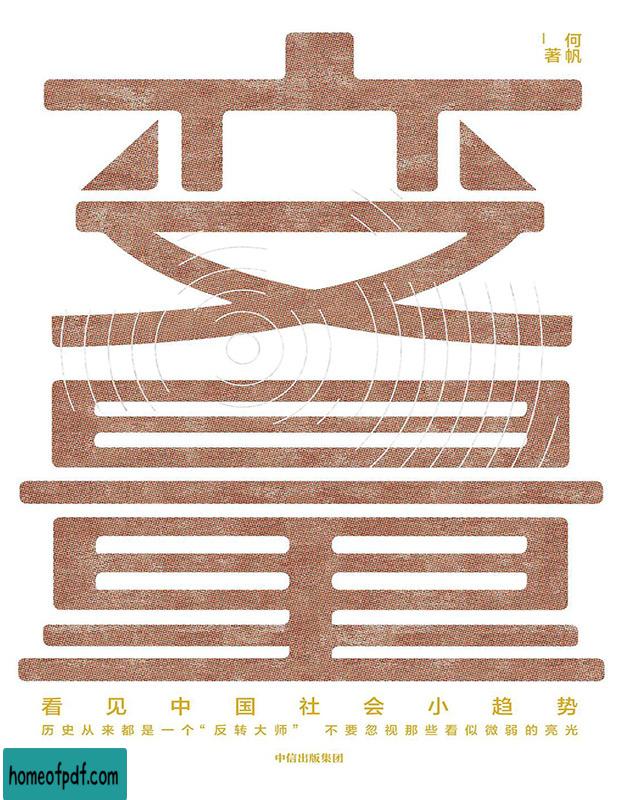 何帆
著
变量
看见中国社会小趋势
历史从来都是一个“反转大师” 不要忽视那些看似微弱的亮光
中信出版集团
homeofpdf.com